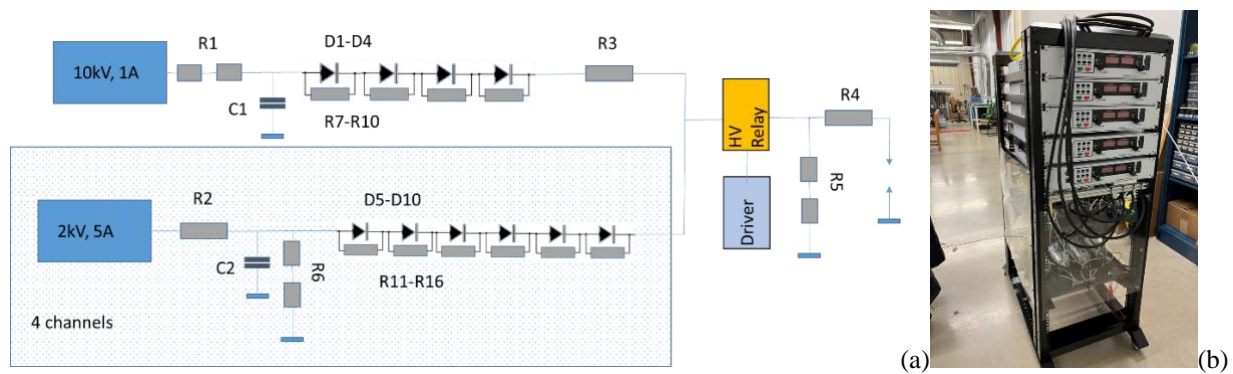 R1
D1-D4
R3
10kV, 1A
C1
R7-R10
HV
Relay
R4
R5
Driver
R2
D5-D10
2kV, 5A
C2
R6
R11-R16
4 channels
(a)
(b)